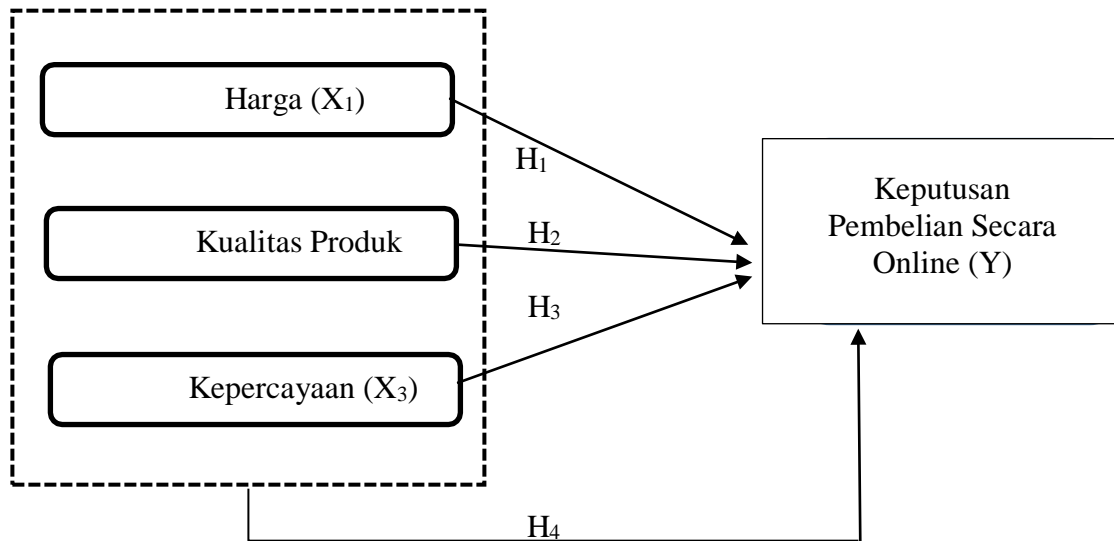 Harga (X₁)
H₁
Kualitas Produk
H₂
Keputusan
Pembelian Secara
Online (Y)
H₃
Kepercayaan (X₃)
H₄